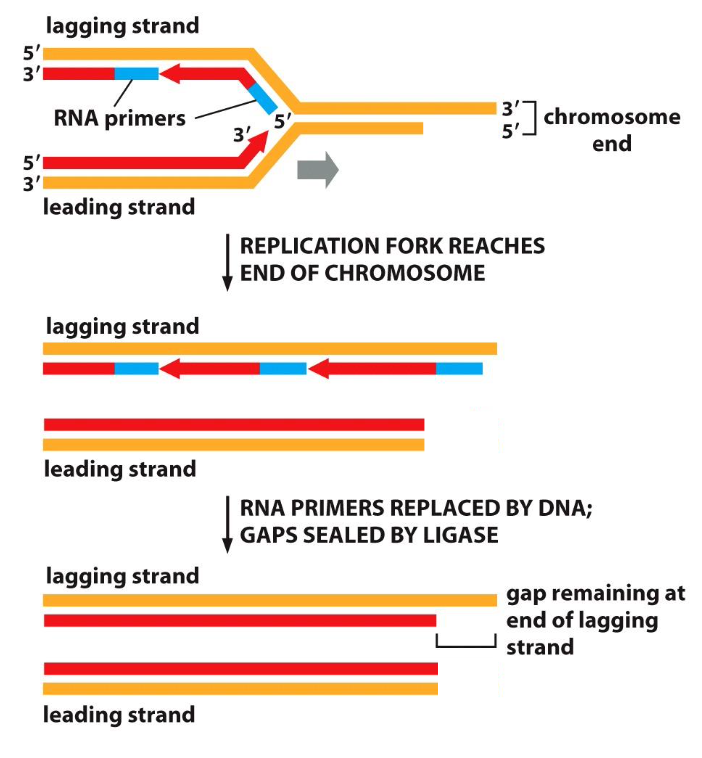 lagging strand
5′
3′
RNA primers
5′
3′
3′
5′
chromosome
end
5′
3′
leading strand
REPLICATION FORK REACHES
END OF CHROMOSOME
lagging strand
leading strand
RNA PRIMERS REPLACED BY DNA;
GAPS SEALED BY LIGASE
lagging strand
gap remaining at
end of lagging
strand
leading strand